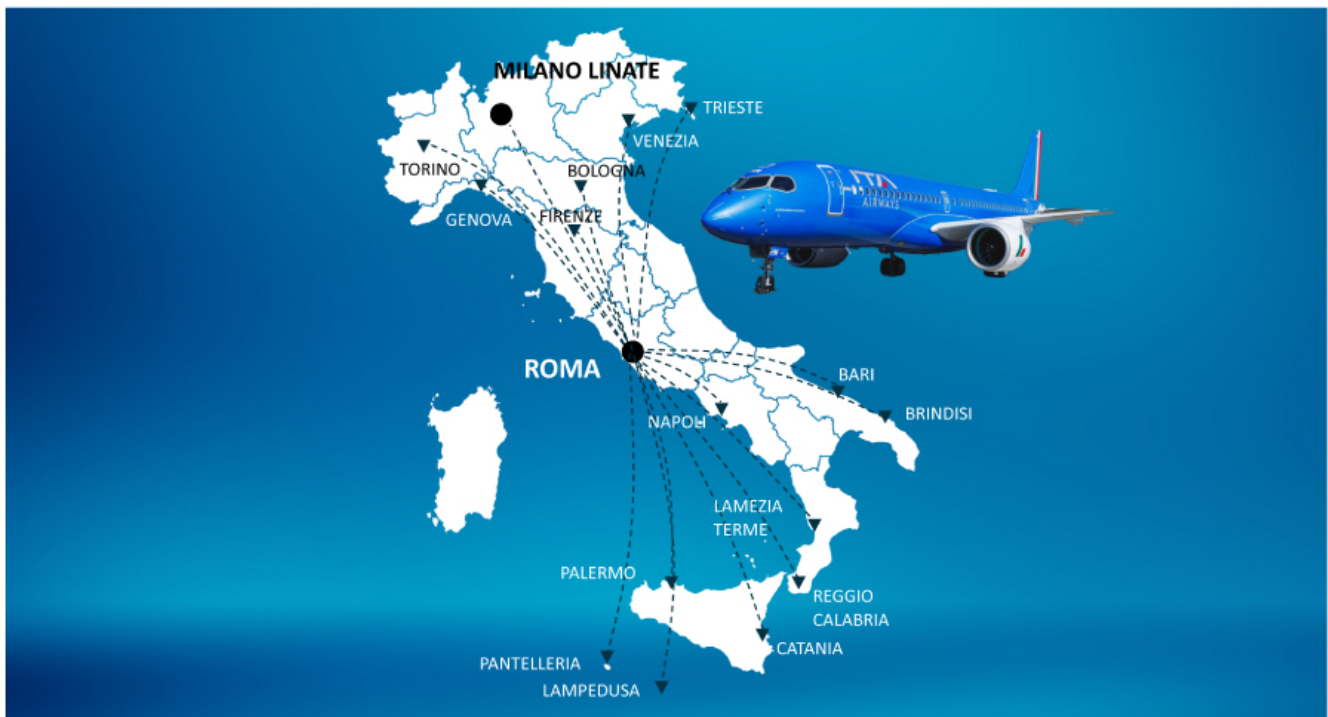 MILANO LINATE
TRIESTE
VENEZIA
TORINO
BOLOGNA
GENOVA
FIRENZE
ITA
AIRWAYS
ROMA
BARI
BRINDISI
NAPOLI
LAMEZIA
TERME
PALERMO
REGGIO
CALABRIA
CATANIA
PANTELLERIA
LAMPEDUSA